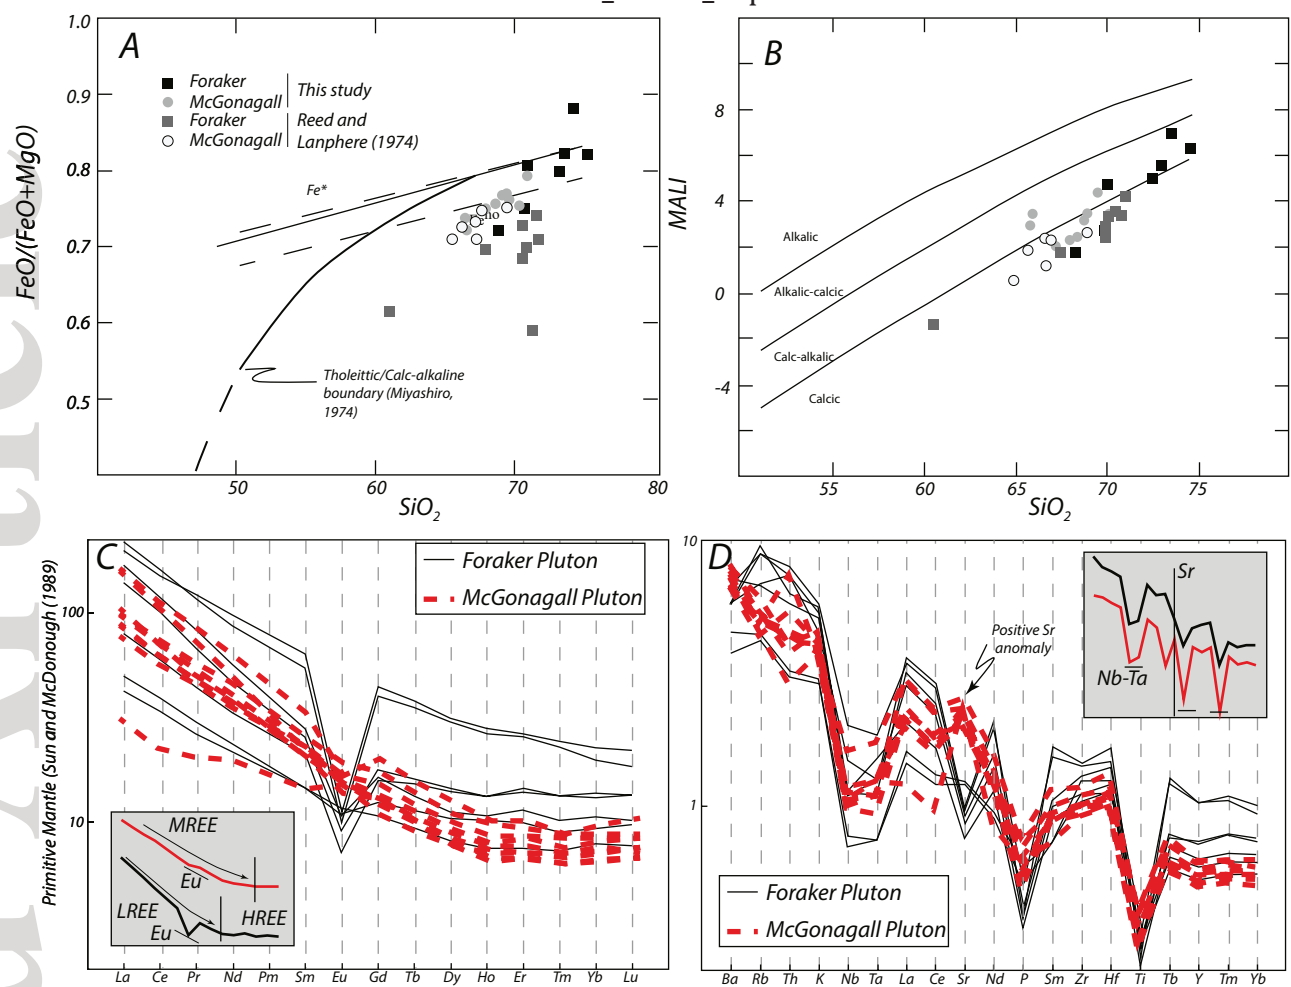 A
1.0
0.9
0.8
0.7
0.6
0.5
FeO/(FeO+MgO)
Foraker
McGonagall
This study
Foraker
McGonagall
Reed and
Lanphere (1974)
Fe*
Tholeittic/Calc-alkaline
boundary (Miyashiro,
1974)
50 60 70 80
SiO2
B
8
4
0
-4
MALI
Alkalic
Alkalic-calcic
Calc-alkalic
Calcic
55 60 65 70 75
SiO2
C
Primitive Mantle (Sun and McDonough (1989)
100
10
Foraker Pluton
McGonagall Pluton
MREE
Eu
LREE
HREE
Eu
La Ce Pr Nd Pm Sm Eu Gd Tb Dy Ho Er Tm Yb Lu
D
10
1
Positive Sr
anomaly
Sr
Nb-Ta
Foraker Pluton
McGonagall Pluton
Ba Rb Th K Nb Ta La Ce Sr Nd P Sm Zr Hf Ti Tb Y Tm Yb